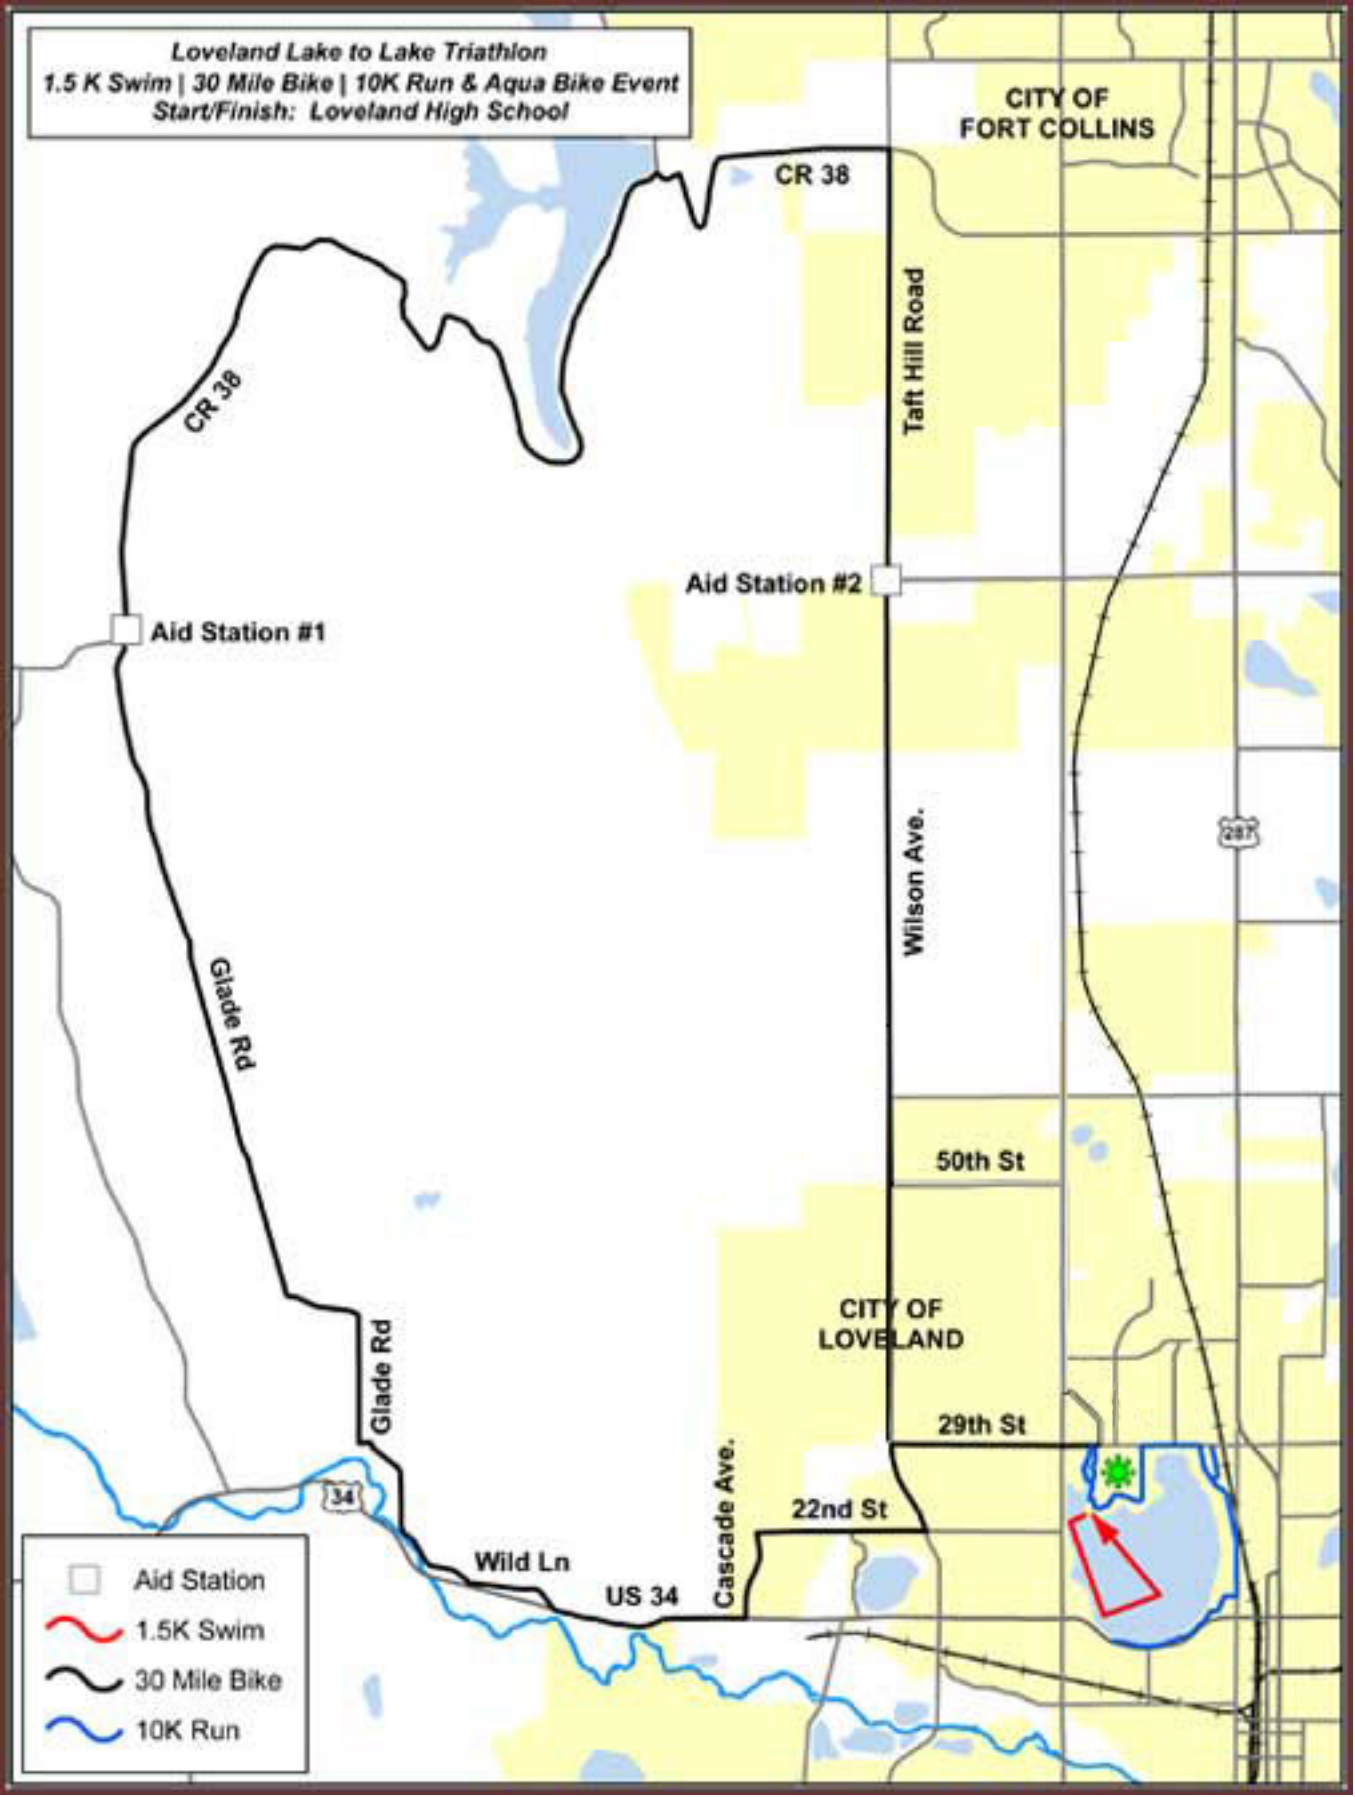 Loveland Lake to Lake Triathlon
1.5 K Swim | 30 Mile Bike | 10K Run & Aqua Bike Event
Start/Finish: Loveland High School
CITY OF
FORT COLLINS
CR 38
Taft Hill Road
CR 38
Aid Station #2
Aid Station #1
287
Wilson Ave.
Glade Rd
50th St
CITY OF
LOVELAND
Glade Rd
29th St
Cascade Ave.
34
22nd St
Wild Ln
US 34
Aid Station
1.5K Swim
30 Mile Bike
10K Run